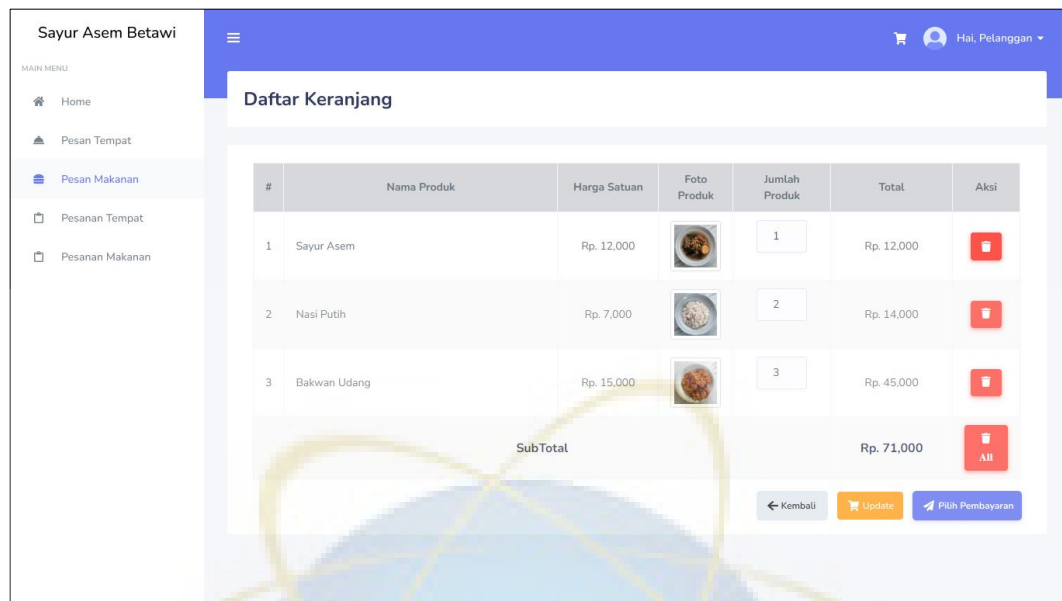 Sayur Asem Betawi
Hai, Pelanggan
MAIN MENU
Home
Pesan Tempat
Pesan Makanan
Pesanan Tempat
Pesanan Makanan
Daftar Keranjang
# Nama Produk Harga Satuan Foto Produk Jumlah Produk Total Aksi
1 Sayur Asem Rp. 12,000 1 Rp. 12,000
2 Nasi Putih Rp. 7,000 2 Rp. 14,000
3 Bakwan Udang Rp. 15,000 3 Rp. 45,000
SubTotal Rp. 71,000 All
Kembali Update Pilih Pembayaran